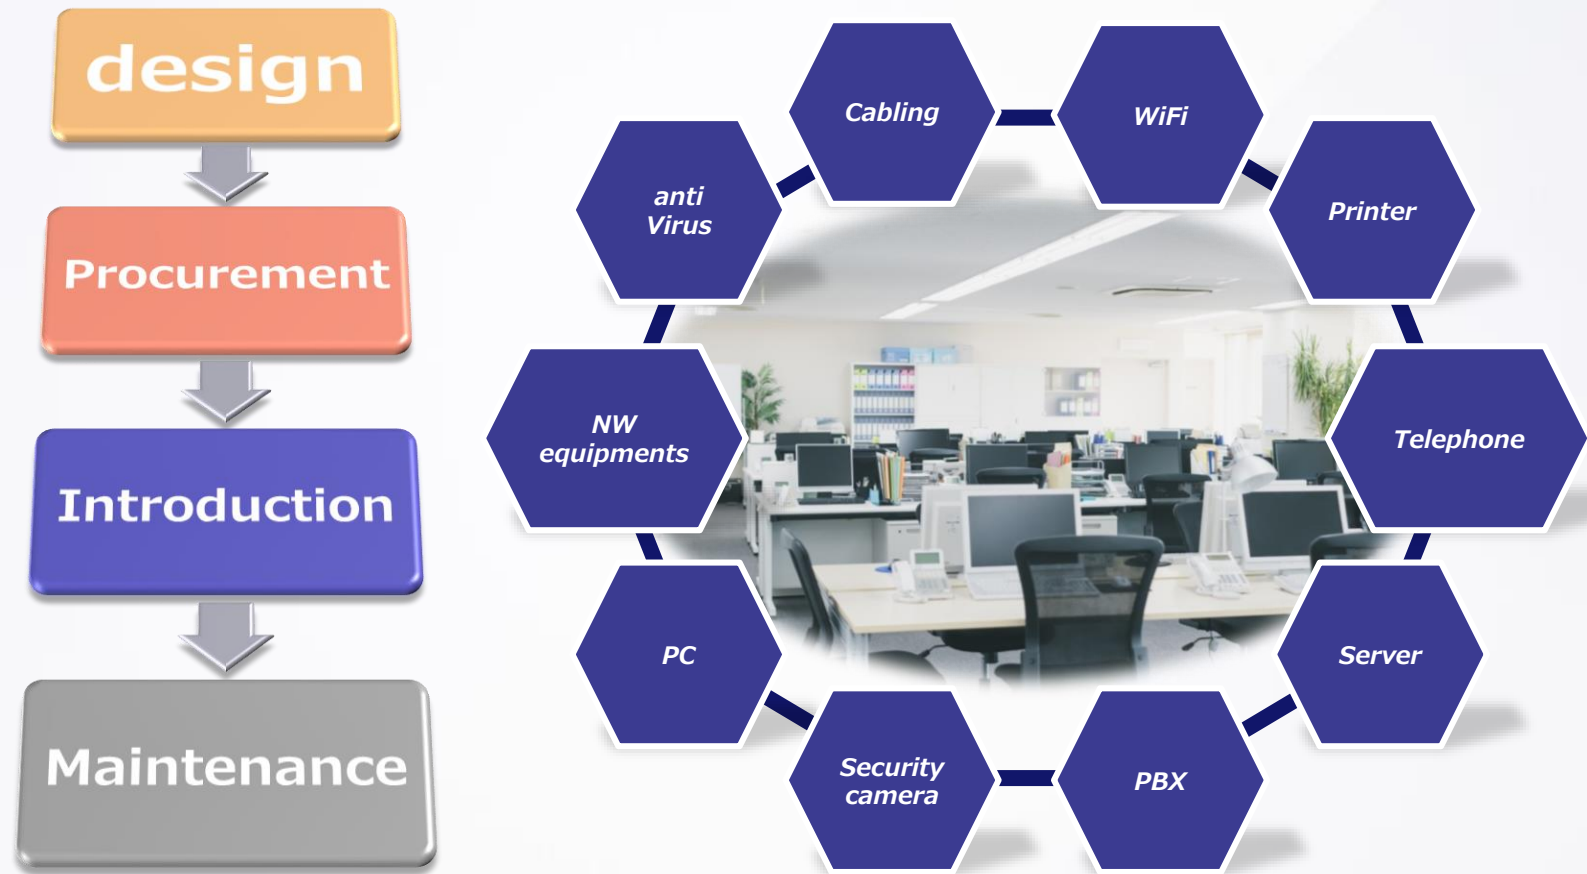 design
Procurement
Introduction
Maintenance
Cabling
WiFi
Printer
Telephone
Server
PBX
Security
camera
PC
NW
equipments
anti
Virus